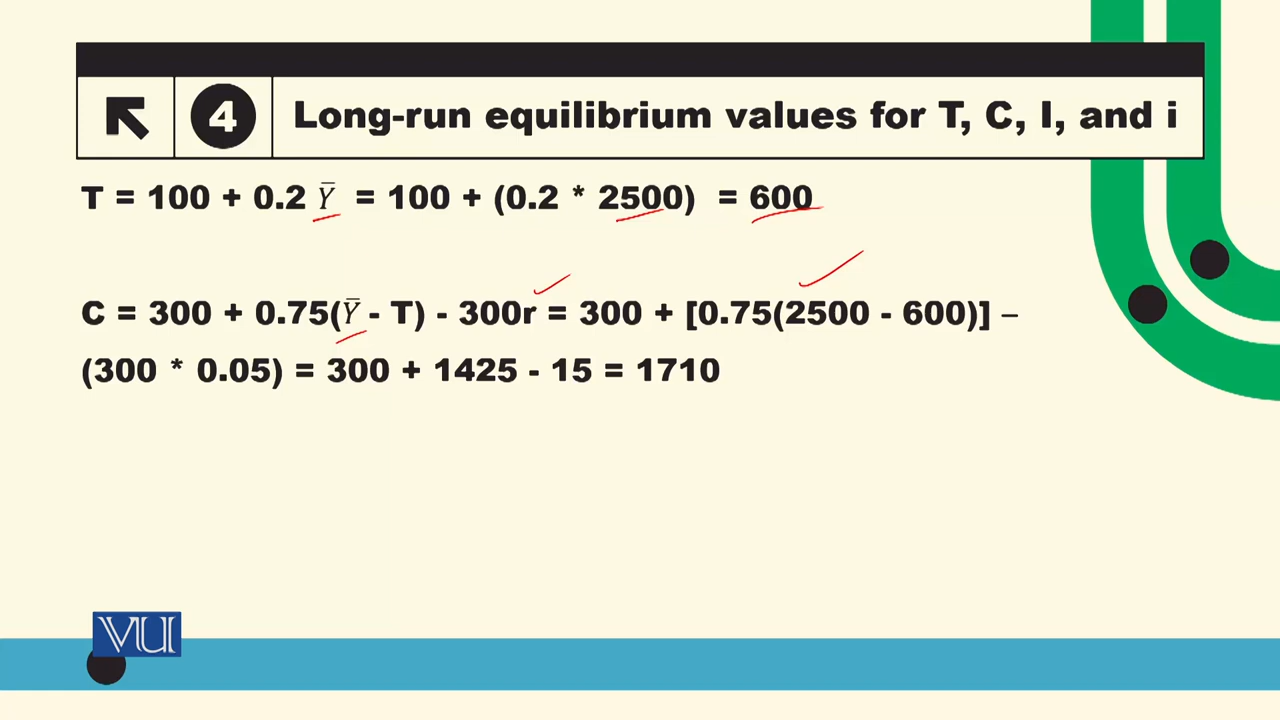 4 Long-run equilibrium values for T, C, I, and i
T = 100 + 0.2 Ȳ = 100 + (0.2 * 2500) = 600
C = 300 + 0.75(Ȳ - T) - 300r = 300 + [0.75(2500 - 600)] –
(300 * 0.05) = 300 + 1425 - 15 = 1710
VU